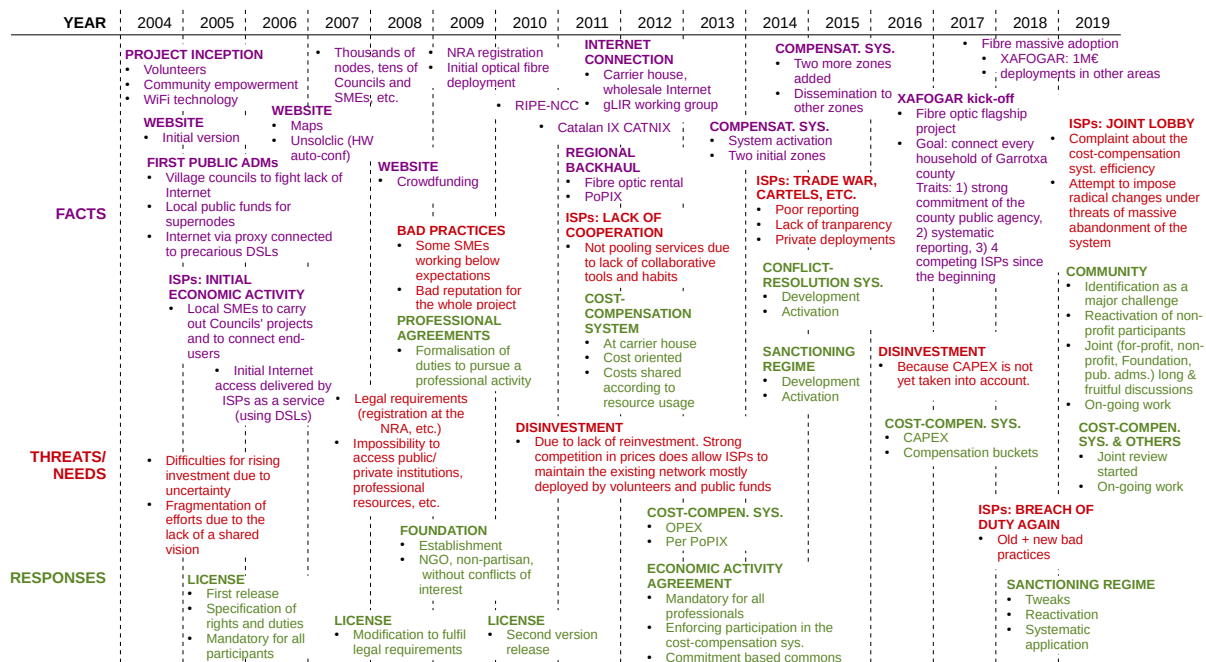 YEAR 2004 2005 2006 2007 2008 2009 2010 2011 2012 2013 2014 2015 2016 2017 2018 2019
FACTS
PROJECT INCEPTION
• Volunteers
• Community empowerment
• WiFi technology
WEBSITE
• Initial version
FIRST PUBLIC ADMs
• Village councils to fight lack of
Internet
• Local public funds for
supernodes
• Internet via proxy connected
to precarious DSLs
ISPs: INITIAL
ECONOMIC ACTIVITY
• Local SMEs to carry
out Councils' projects
and to connect end-
users
• Initial Internet
access delivered by
ISPs as a service
(using DSLs)
WEBSITE
• Maps
• Unsolclic (HW
auto-conf)
• Thousands of
nodes, tens of
Councils and
SMEs, etc.
• NRA registration
• Initial optical fibre
deployment
• RIPE-NCC
• Catalan IX CATNIX
WEBSITE
• Crowdfunding
BAD PRACTICES
• Some SMEs
working below
expectations
• Bad reputation for
the whole project
PROFESSIONAL
AGREEMENTS
• Formalisation of
duties to pursue a
professional activity
INTERNET
CONNECTION
• Carrier house,
wholesale Internet
• gLIR working group
REGIONAL
BACKHAUL
• Fibre optic rental
• PoPIX
ISPs: LACK OF
COOPERATION
• Not pooling services due
to lack of collaborative
tools and habits
COST-
COMPENSATION
SYSTEM
• At carrier house
• Cost oriented
• Costs shared
according to
resource usage
COMPENSAT. SYS.
• System activation
• Two initial zones
COMPENSAT. SYS.
• Two more zones
added
• Dissemination to
other zones
ISPs: TRADE WAR,
CARTELS, ETC.
• Poor reporting
• Lack of tranparency
• Private deployments
CONFLICT-
RESOLUTION SYS.
• Development
• Activation
SANCTIONING
REGIME
• Development
• Activation
• Fibre massive adoption
• XAFOGAR: 1M€
• deployments in other areas
XAFOGAR kick-off
• Fibre optic flagship
project
• Goal: connect every
household of Garrotxa
county
Traits: 1) strong
commitment of the
county public agency,
2) systematic
reporting, 3) 4
competing ISPs since
the beginning
DISINVESTMENT
• Because CAPEX is not
yet taken into account.
COST-COMPEN. SYS.
• CAPEX
• Compensation buckets
ISPs: JOINT LOBBY
• Complaint about the
cost-compensation
syst. efficiency
• Attempt to impose
radical changes under
threats of massive
abandonment of the
system
COMMUNITY
• Identification as a
major challenge
• Reactivation of non-
profit participants
• Joint (for-profit, non-
profit, Foundation,
pub. adms.) long &
fruitful discussions
• On-going work
COST-COMPEN.
SYS. & OTHERS
• Joint review
started
• On-going work
THREATS/
NEEDS
• Difficulties for rising
investment due to
uncertainty
• Fragmentation of
efforts due to the
lack of a shared
vision
• Legal requirements
(registration at the
NRA, etc.)
• Impossibility to
access public/
private institutions,
professional
resources, etc.
DISINVESTMENT
• Due to lack of reinvestment. Strong
competition in prices does allow ISPs to
maintain the existing network mostly
deployed by volunteers and public funds
ISPs: BREACH OF
DUTY AGAIN
• Old + new bad
practices
RESPONSES
LICENSE
• First release
• Specification of
rights and duties
• Mandatory for all
participants
FOUNDATION
• Establishment
• NGO, non-partisan,
without conflicts of
interest
LICENSE
• Modification to fulfil
legal requirements
LICENSE
• Second version
release
COST-COMPEN. SYS.
• OPEX
• Per PoPIX
ECONOMIC ACTIVITY
AGREEMENT
• Mandatory for all
professionals
• Enforcing participation in the
cost-compensation sys.
• Commitment based commons
SANCTIONING REGIME
• Tweaks
• Reactivation
• Systematic
application